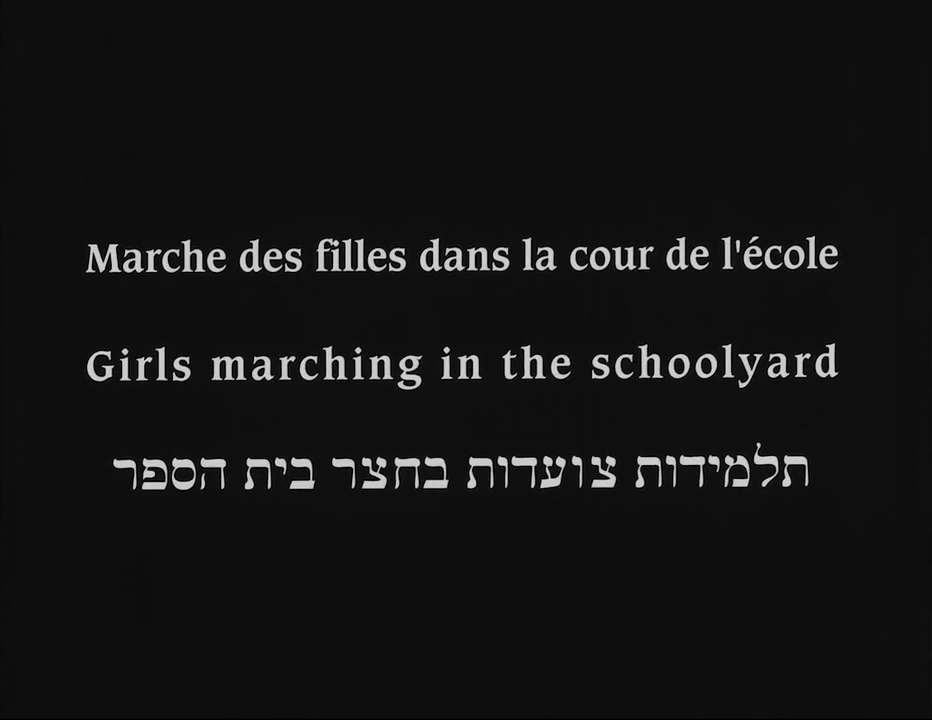 Marche des filles dans la cour de l'école
Girls marching in the schoolyard
תלמידות צועדות בחצר בית הספר